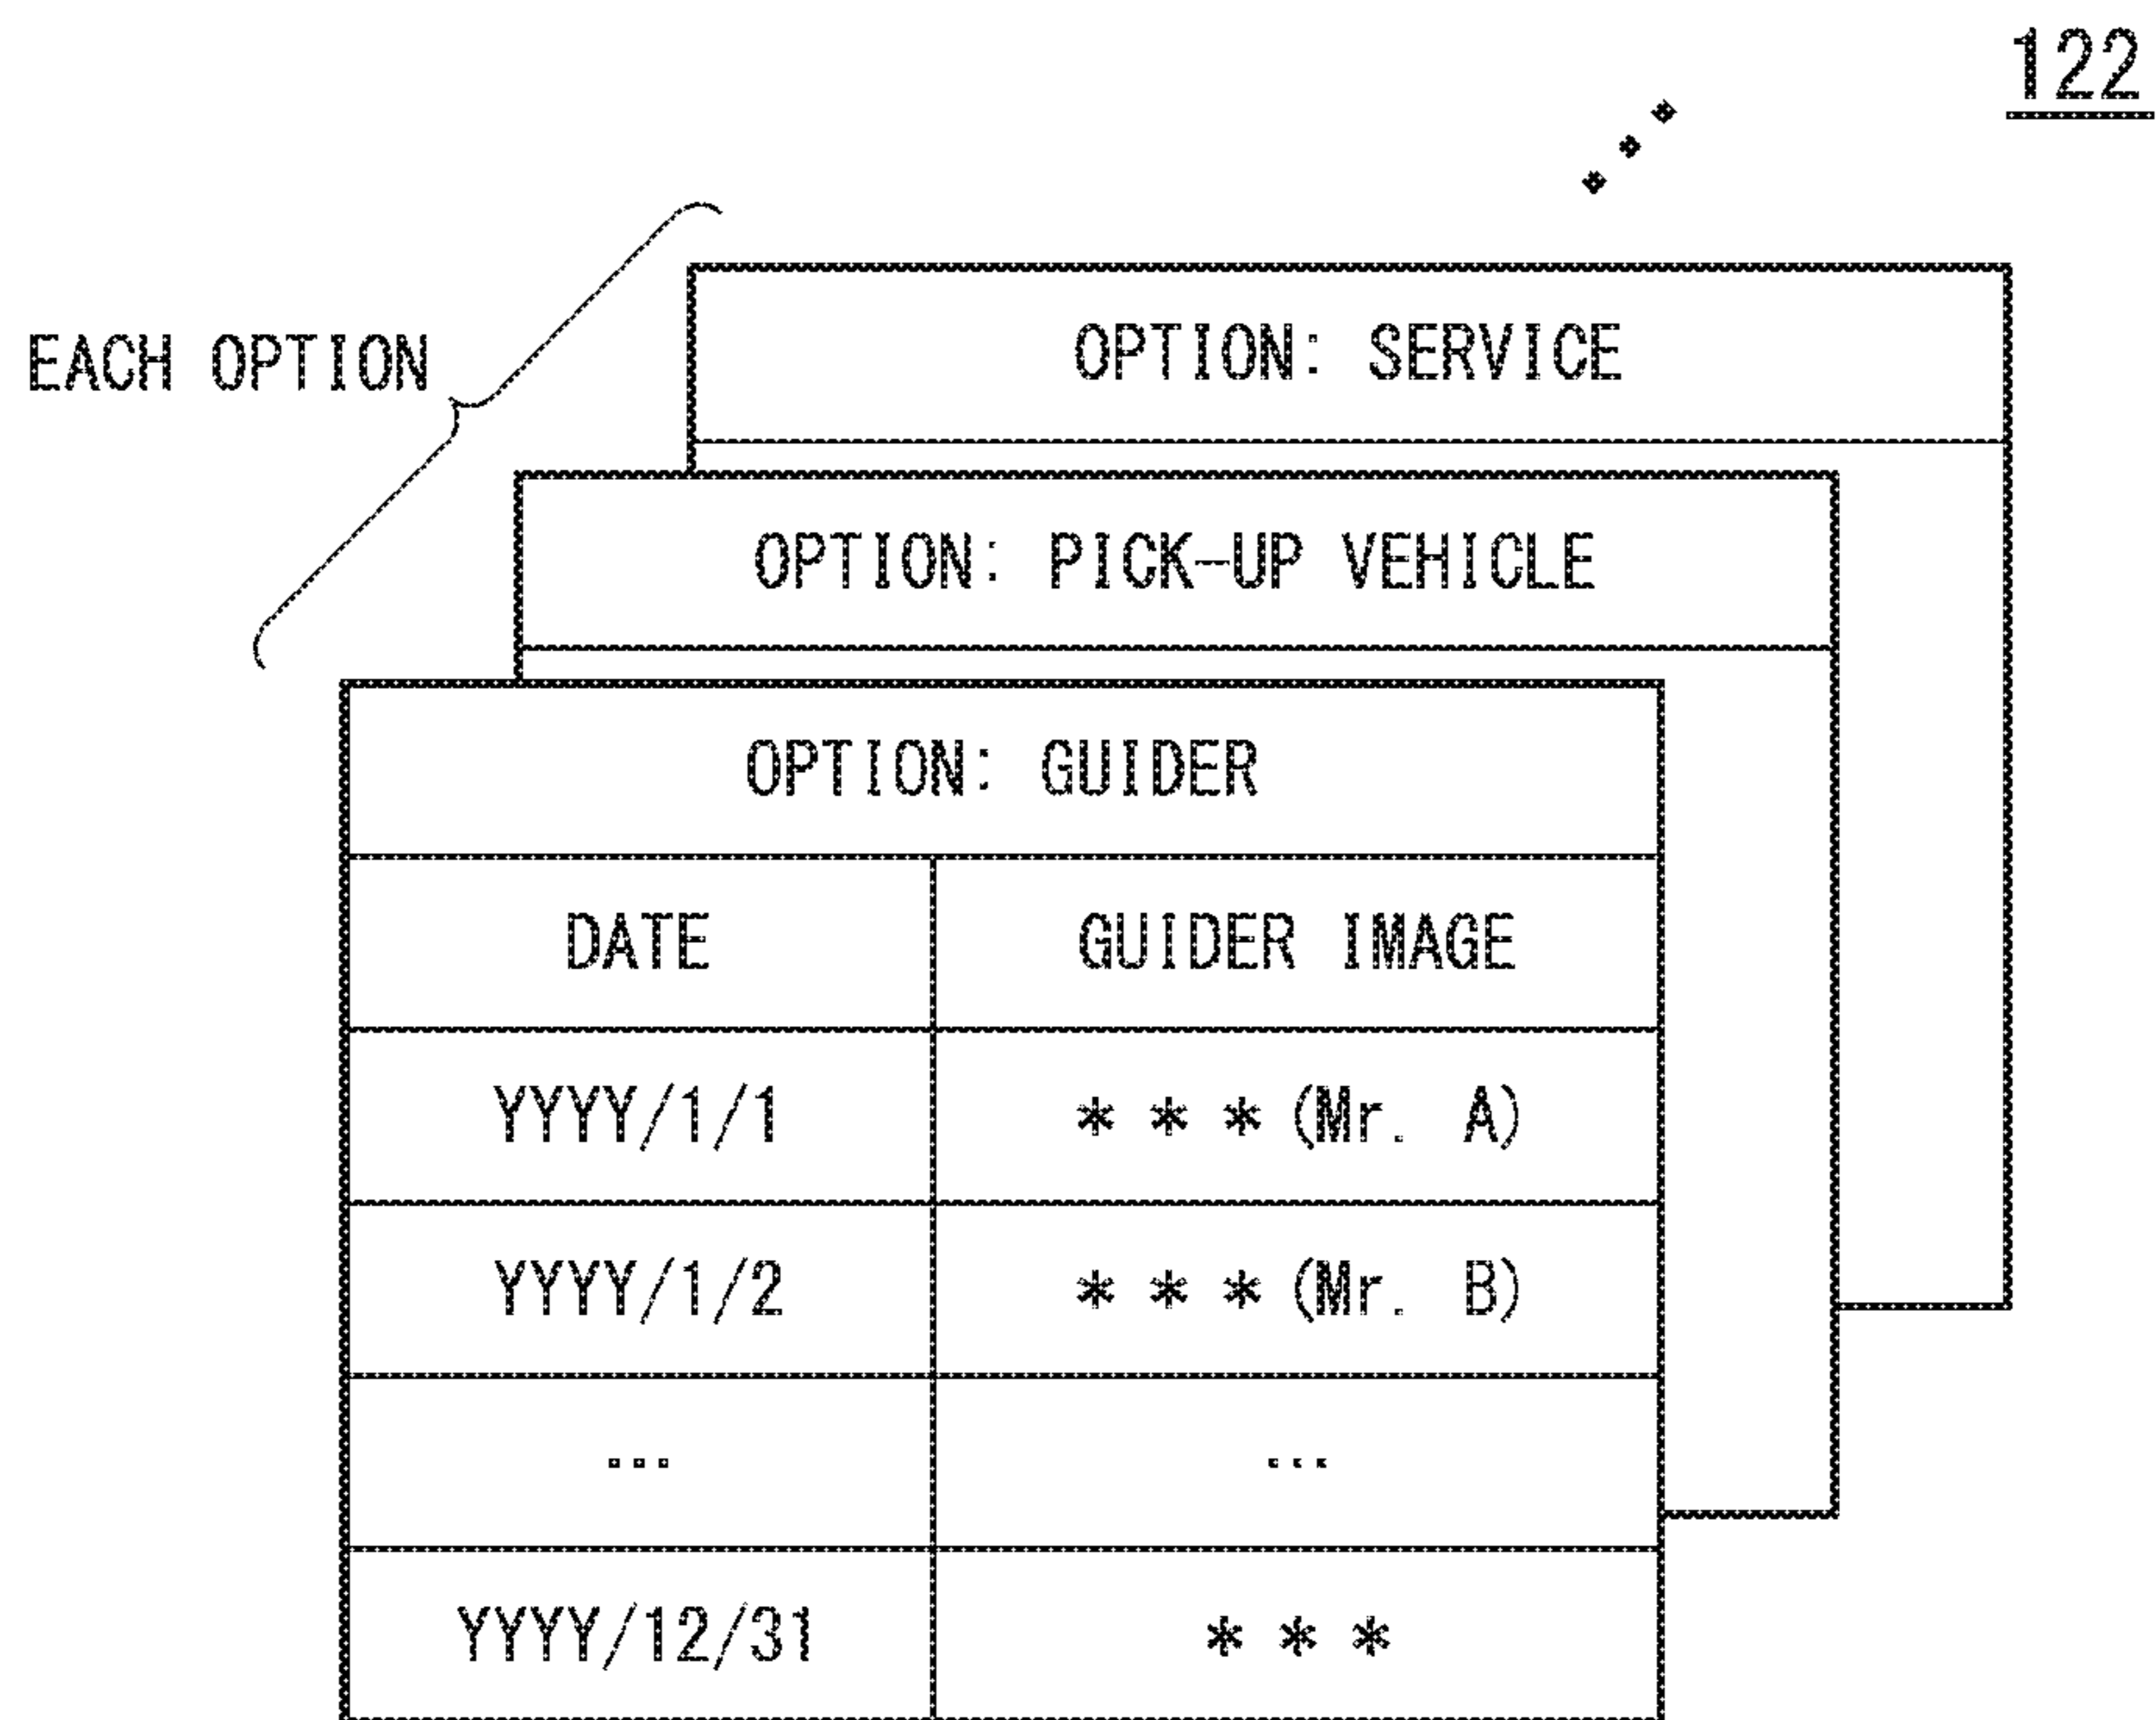 122
EACH OPTION
OPTION: SERVICE
OPTION: PICK-UP VEHICLE
OPTION: GUIDER
DATE GUIDER IMAGE
YYYY/1/1 ***(Mr. A)
YYYY/1/2 ***(Mr. B)
... ...
YYYY/12/31 ***